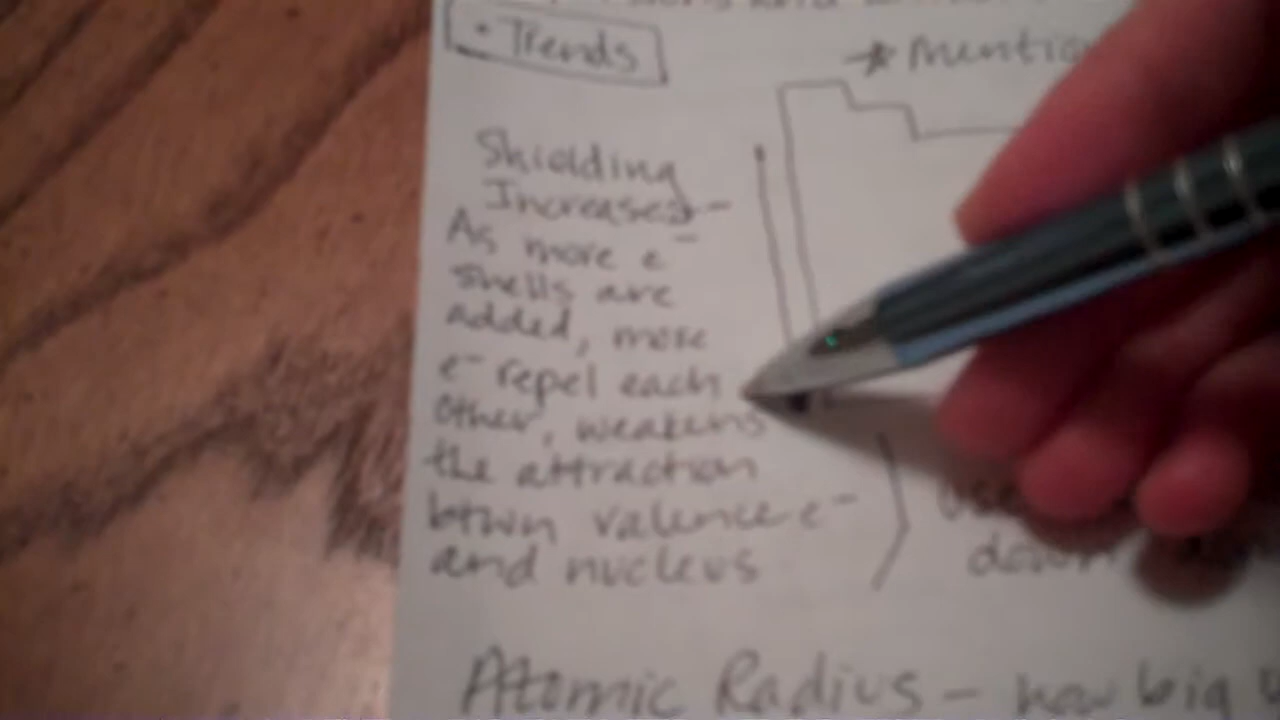 • Trends
Shielding
Increases-
As more e⁻
shells are
added, more
e⁻ repel each
other, weakens
the attraction
btwn valence e⁻
and nucleus
down
Atomic Radius - how big